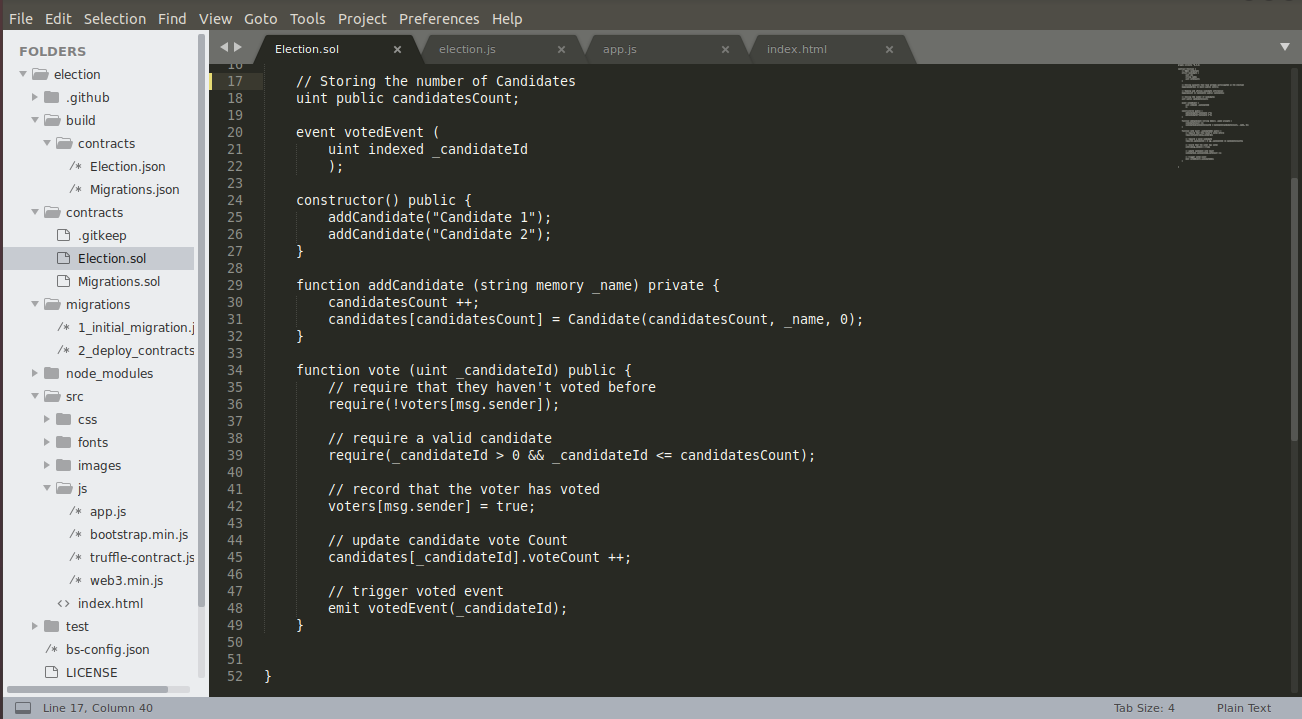 File Edit Selection Find View Goto Tools Project Preferences Help
FOLDERS
election
.github
build
contracts
Election.json
Migrations.json
contracts
.gitkeep
Election.sol
Migrations.sol
migrations
1_initial_migration.j
2_deploy_contracts
node_modules
src
css
fonts
images
js
app.js
bootstrap.min.js
truffle-contract.js
web3.min.js
index.html
test
bs-config.json
LICENSE
Election.sol election.js app.js index.html
16
17 // Storing the number of Candidates
18 uint public candidatesCount;
19
20 event votedEvent (
21 uint indexed _candidateId
22 );
23
24 constructor() public {
25 addCandidate("Candidate 1");
26 addCandidate("Candidate 2");
27 }
28
29 function addCandidate (string memory _name) private {
30 candidatesCount ++;
31 candidates[candidatesCount] = Candidate(candidatesCount, _name, 0);
32 }
33
34 function vote (uint _candidateId) public {
35 // require that they haven't voted before
36 require(!voters[msg.sender]);
37
38 // require a valid candidate
39 require(_candidateId > 0 && _candidateId <= candidatesCount);
40
41 // record that the voter has voted
42 voters[msg.sender] = true;
43
44 // update candidate vote Count
45 candidates[_candidateId].voteCount ++;
46
47 // trigger voted event
48 emit votedEvent(_candidateId);
49 }
50
51
52 }
Line 17, Column 40 Tab Size: 4 Plain Text